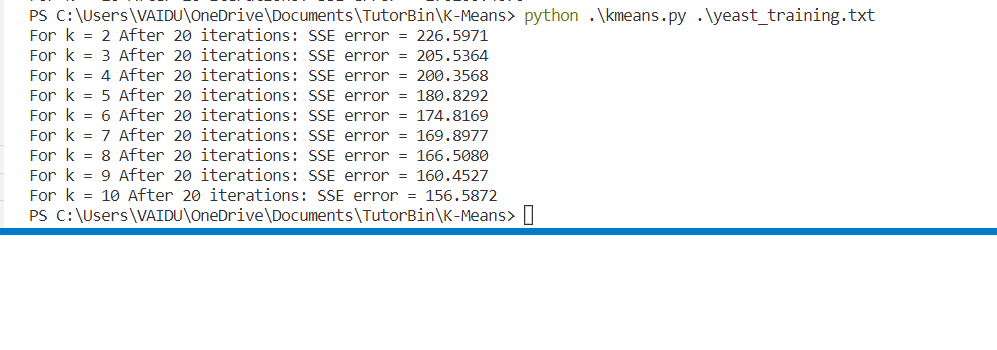 PS C:\Users\VAIDU\OneDrive\Documents\TutorBin\K-Means> python .\kmeans.py .\yeast_training.txt
For k = 2 After 20 iterations: SSE error = 226.5971
For k = 3 After 20 iterations: SSE error = 205.5364
For k = 4 After 20 iterations: SSE error = 200.3568
For k = 5 After 20 iterations: SSE error = 180.8292
For k = 6 After 20 iterations: SSE error = 174.8169
For k = 7 After 20 iterations: SSE error = 169.8977
For k = 8 After 20 iterations: SSE error = 166.5080
For k = 9 After 20 iterations: SSE error = 160.4527
For k = 10 After 20 iterations: SSE error = 156.5872
PS C:\Users\VAIDU\OneDrive\Documents\TutorBin\K-Means>